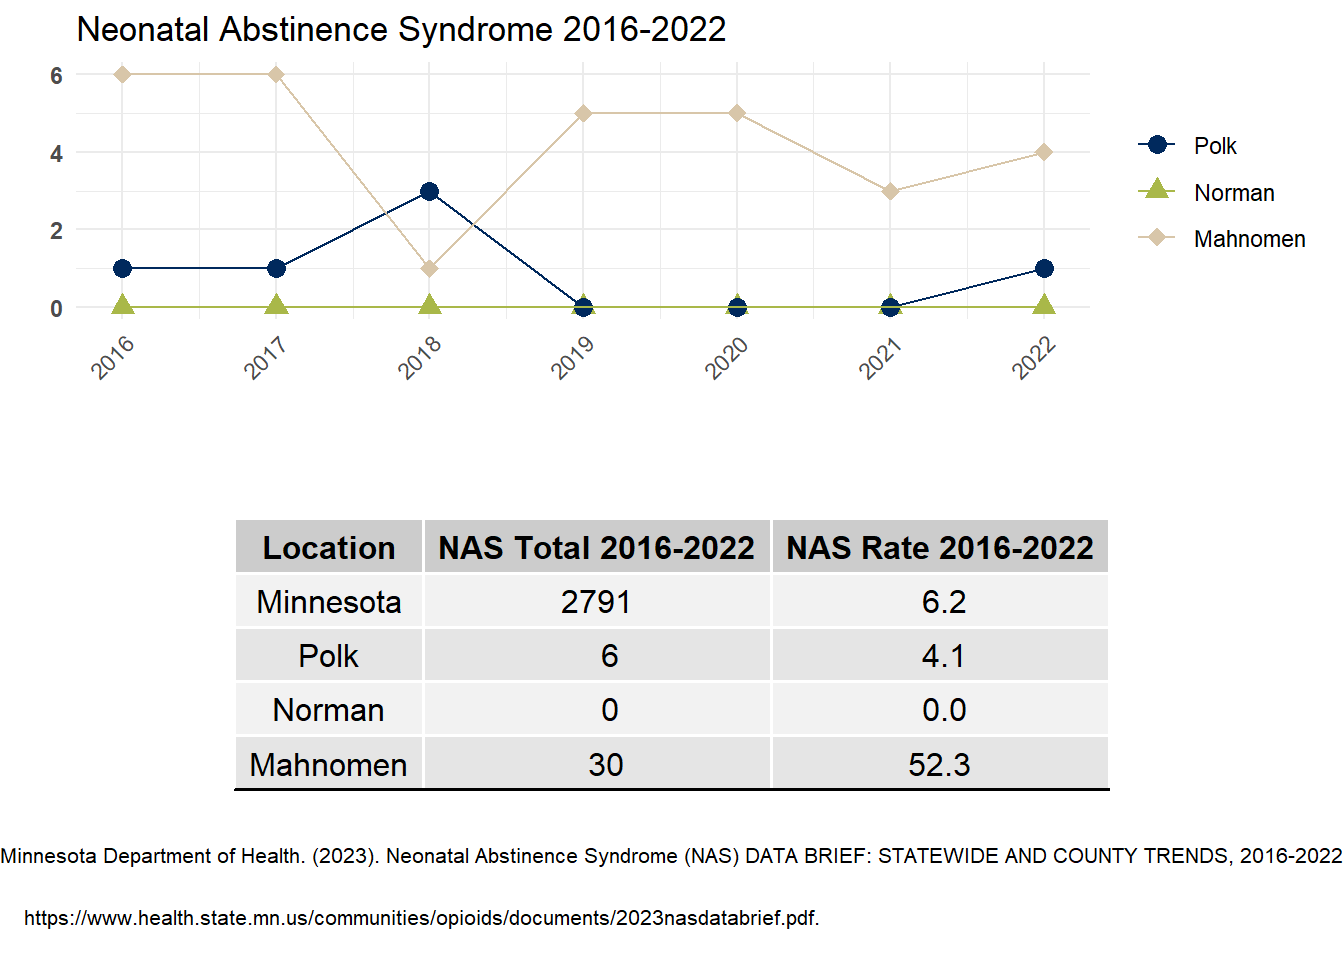 Neonatal Abstinence Syndrome 2016-2022
6
4
2
0
2016 2017 2018 2019 2020 2021 2022
Polk
Norman
Mahnomen
Location NAS Total 2016-2022 NAS Rate 2016-2022
Minnesota 2791 6.2
Polk 6 4.1
Norman 0 0.0
Mahnomen 30 52.3
Minnesota Department of Health. (2023). Neonatal Abstinence Syndrome (NAS) DATA BRIEF: STATEWIDE AND COUNTY TRENDS, 2016-2022
https://www.health.state.mn.us/communities/opioids/documents/2023nasdatabrief.pdf.